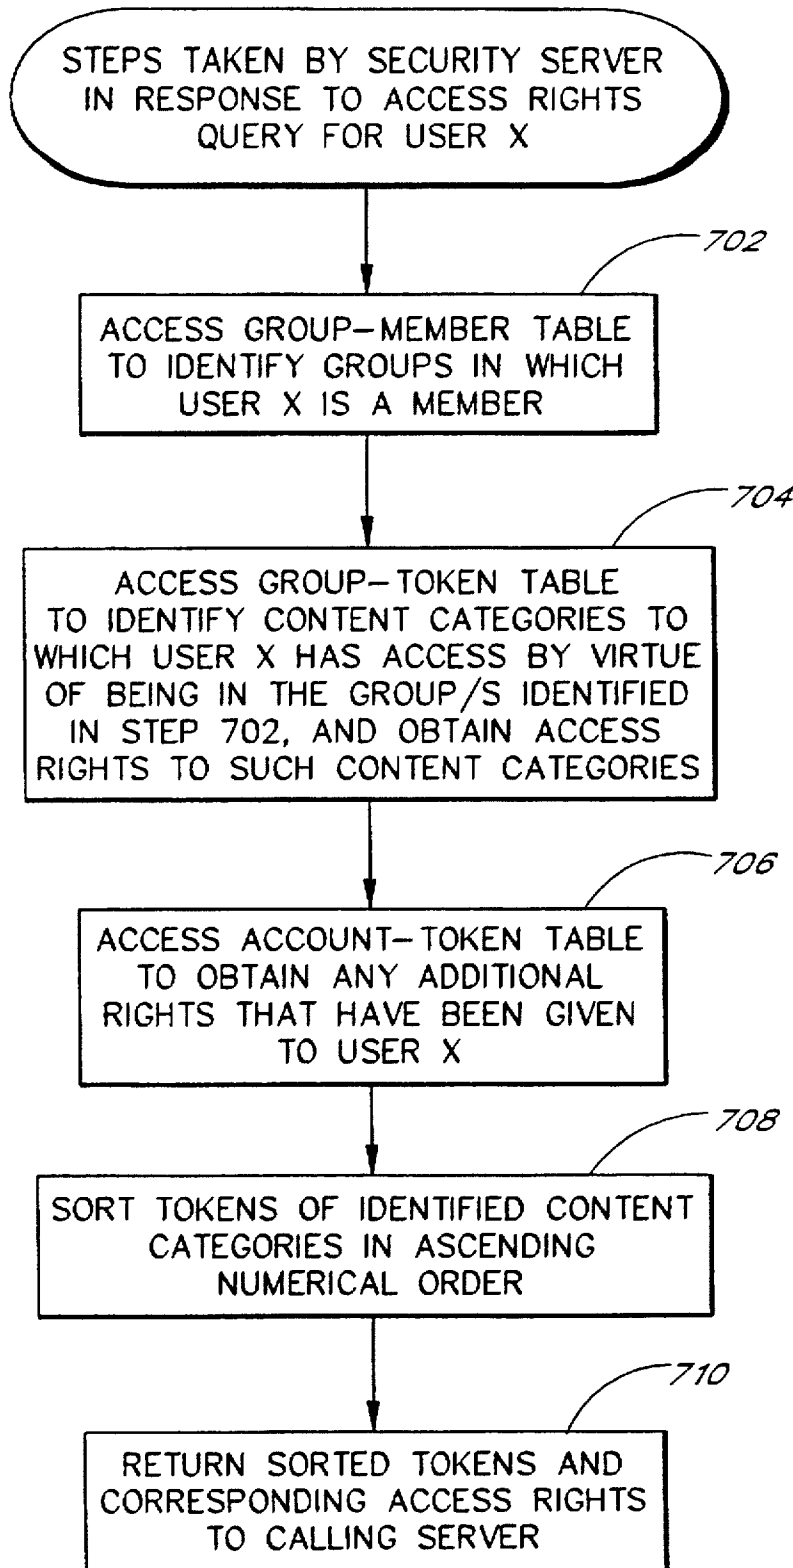 STEPS TAKEN BY SECURITY SERVER
IN RESPONSE TO ACCESS RIGHTS
QUERY FOR USER X
702
ACCESS GROUP-MEMBER TABLE
TO IDENTIFY GROUPS IN WHICH
USER X IS A MEMBER
704
ACCESS GROUP-TOKEN TABLE
TO IDENTIFY CONTENT CATEGORIES TO
WHICH USER X HAS ACCESS BY VIRTUE
OF BEING IN THE GROUP/S IDENTIFIED
IN STEP 702, AND OBTAIN ACCESS
RIGHTS TO SUCH CONTENT CATEGORIES
706
ACCESS ACCOUNT-TOKEN TABLE
TO OBTAIN ANY ADDITIONAL
RIGHTS THAT HAVE BEEN GIVEN
TO USER X
708
SORT TOKENS OF IDENTIFIED CONTENT
CATEGORIES IN ASCENDING
NUMERICAL ORDER
710
RETURN SORTED TOKENS AND
CORRESPONDING ACCESS RIGHTS
TO CALLING SERVER